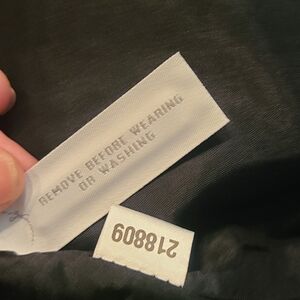 REMOVE BEFORE WEARING
OR WASHING
218809